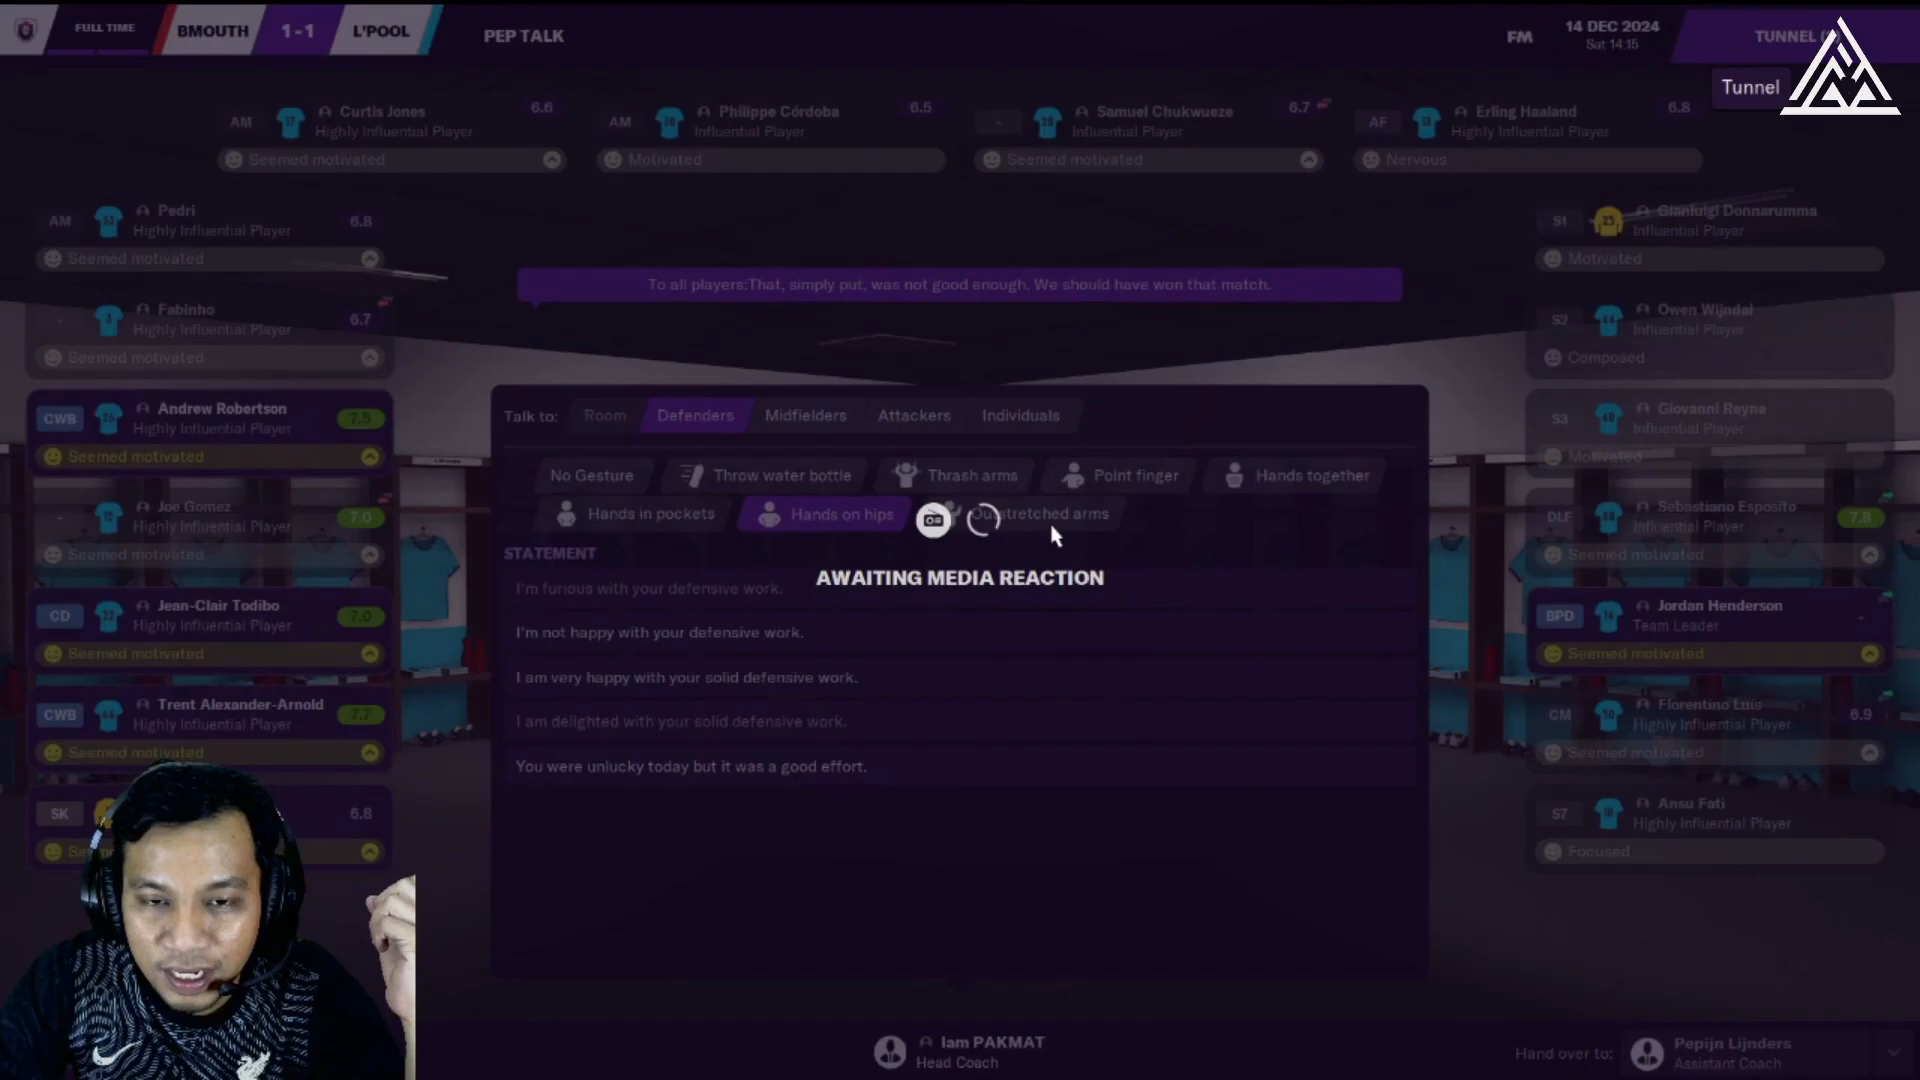 FULL TIME
BMOUTH
1-1
L'POOL
PEP TALK
FM
14 DEC 2024
Sat 14:15
TUNNEL
Tunnel
AM
17
Curtis Jones
Highly Influential Player
6.6
Seemed motivated
AM
Philippe Córdoba
Influential Player
6.5
Motivated
-
Samuel Chukwueze
Influential Player
6.7
Seemed motivated
AF
Erling Haaland
Highly Influential Player
6.8
Nervous
AM
Pedri
Highly Influential Player
6.8
Seemed motivated
-
3
Fabinho
Highly Influential Player
6.7
Seemed motivated
CWB
26
Andrew Robertson
Highly Influential Player
7.5
Seemed motivated
-
12
Joe Gomez
Highly Influential Player
7.0
Seemed motivated
CD
22
Jean-Clair Todibo
Highly Influential Player
7.0
Seemed motivated
CWB
66
Trent Alexander-Arnold
Highly Influential Player
7.7
Seemed motivated
SK
6.8
To all players:That, simply put, was not good enough. We should have won that match.
Talk to:
Room
Defenders
Midfielders
Attackers
Individuals
No Gesture
Throw water bottle
Thrash arms
Point finger
Hands together
Hands in pockets
Hands on hips
Outstretched arms
STATEMENT
AWAITING MEDIA REACTION
I'm furious with your defensive work.
I'm not happy with your defensive work.
I am very happy with your solid defensive work.
I am delighted with your solid defensive work.
You were unlucky today but it was a good effort.
S1
25
Gianluigi Donnarumma
Influential Player
Motivated
S2
Owen Wijndal
Influential Player
Composed
S3
Giovanni Reyna
Influential Player
Motivated
DLF
Sebastiano Esposito
Influential Player
7.8
Seemed motivated
BPD
14
Jordan Henderson
Team Leader
-
Seemed motivated
CM
50
Florentino Luís
Highly Influential Player
6.9
Seemed motivated
S7
Ansu Fati
Highly Influential Player
Focused
Iam PAKMAT
Head Coach
Hand over to:
Pepijn Lijnders
Assistant Coach